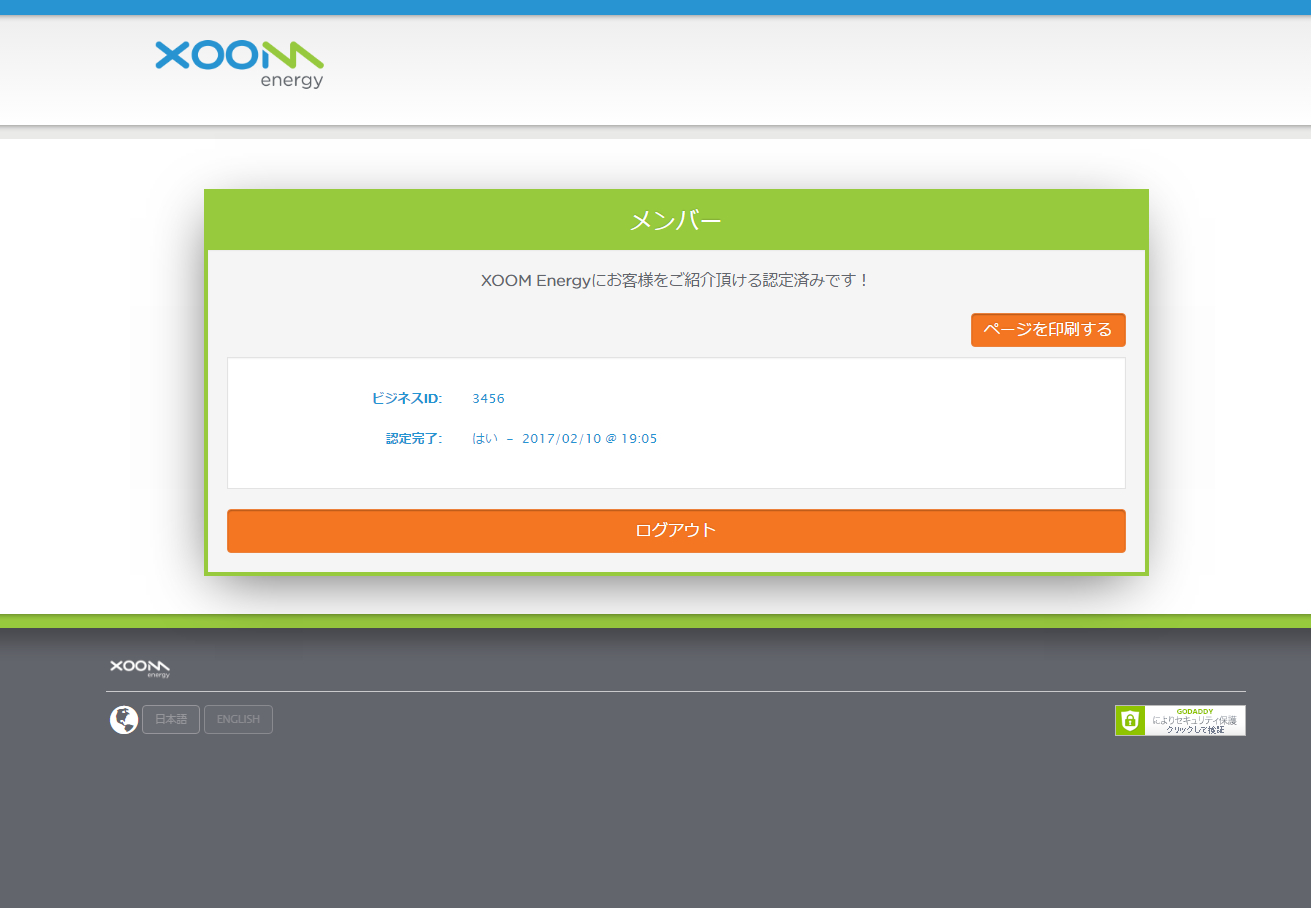 XOOM
energy
メンバー
XOOM Energyにお客様をご紹介頂ける認定済みです！
ページを印刷する
ビジネスID: 3456
認定完了: はい － 2017/02/10 @ 19:05
ログアウト
XOOM
energy
日本語 ENGLISH
GODADDY
によりセキュリティ保護
クリックして検証